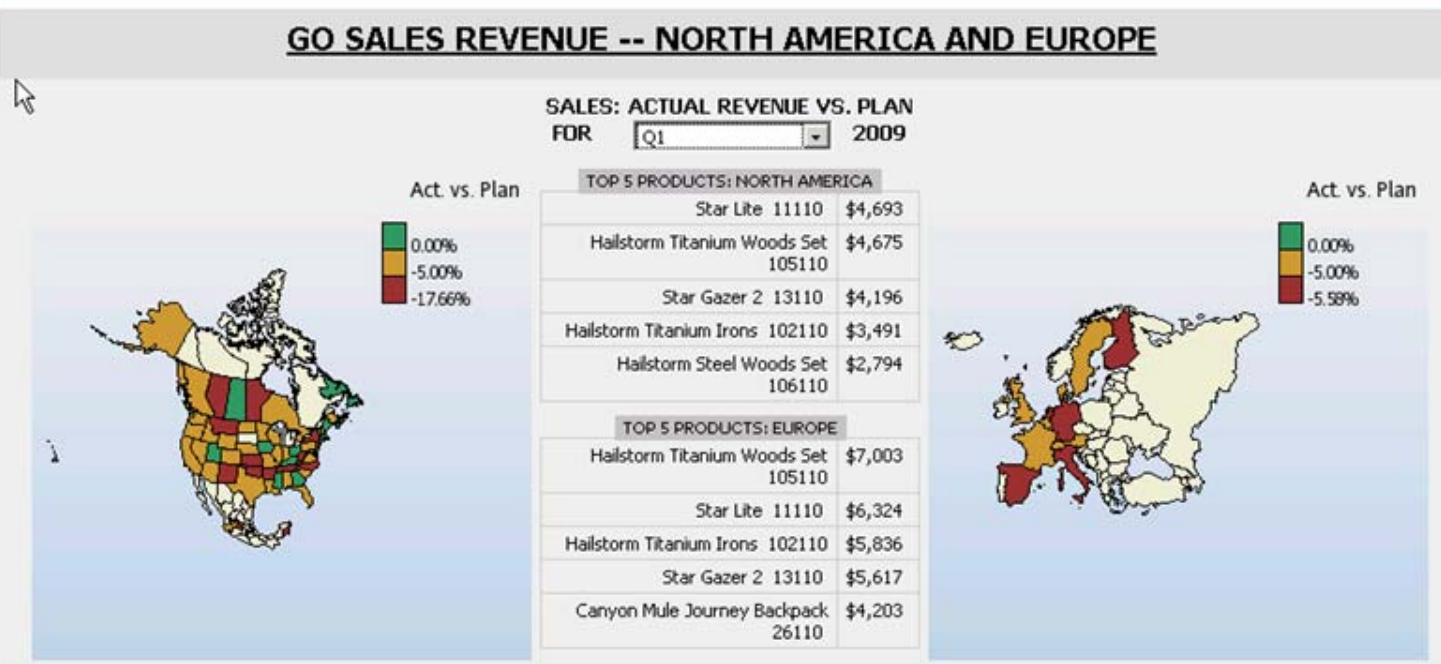 GO SALES REVENUE -- NORTH AMERICA AND EUROPE
SALES: ACTUAL REVENUE VS. PLAN
FOR Q1 2009
Act. vs. Plan
0.00%
-5.00%
-17.66%
TOP 5 PRODUCTS: NORTH AMERICA
Star Lite 11110 $4,693
Hailstorm Titanium Woods Set $4,675
105110
Star Gazer 2 13110 $4,196
Hailstorm Titanium Irons 102110 $3,491
Hailstorm Steel Woods Set $2,794
106110
TOP 5 PRODUCTS: EUROPE
Hailstorm Titanium Woods Set $7,003
105110
Star Lite 11110 $6,324
Hailstorm Titanium Irons 102110 $5,836
Star Gazer 2 13110 $5,617
Canyon Mule Journey Backpack $4,203
26110
Act. vs. Plan
0.00%
-5.00%
-5.58%